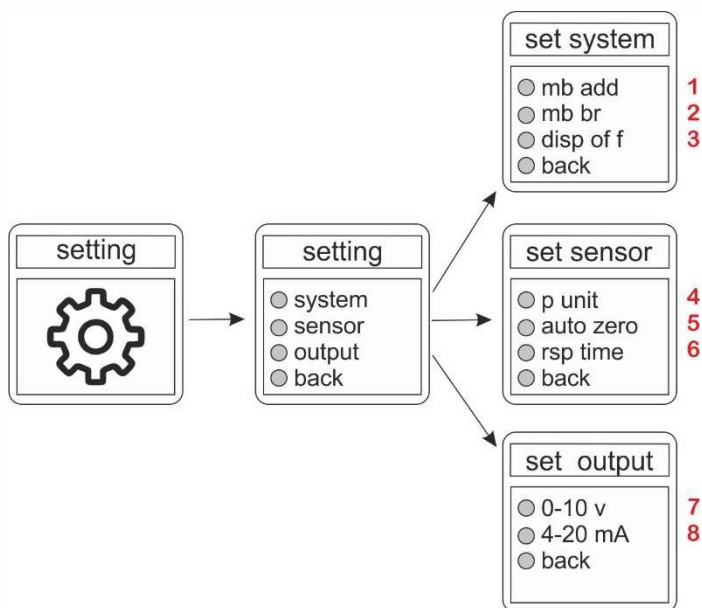 set system
mb add 1
mb br 2
disp of f 3
back
setting
setting
system
sensor
output
back
set sensor
p unit 4
auto zero 5
rsp time 6
back
set output
0-10 v 7
4-20 mA 8
back